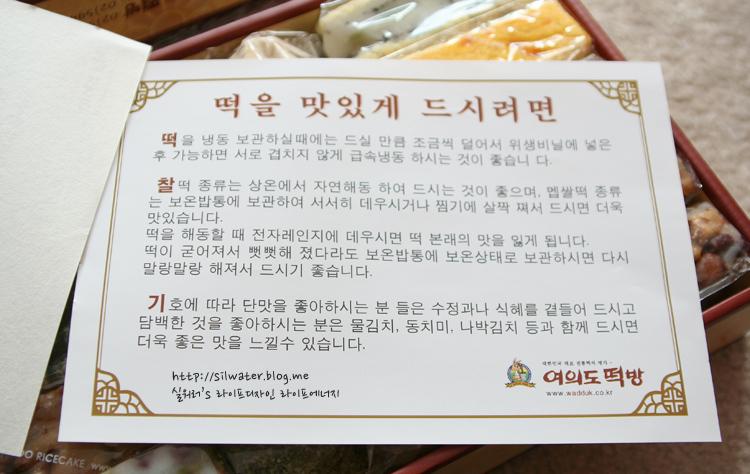 떡을 맛있게 드시려면
떡을 냉동 보관하실때에는 드실 만큼 조금씩 덜어서 위생비닐에 넣은
후 가능하면 서로 겹치지 않게 급속냉동 하시는 것이 좋습니 다.
찰떡 종류는 상온에서 자연해동 하여 드시는 것이 좋으며, 멥쌀떡 종류
는 보온밥통에 보관하여 서서히 데우시거나 찜기에 살짝 쪄서 드시면 더욱
맛있습니다.
떡을 해동할 때 전자레인지에 데우시면 떡 본래의 맛을 잃게 됩니다.
떡이 굳어져서 뻣뻣해 졌다라도 보온밥통에 보온상태로 보관하시면 다시
말랑말랑 해져서 드시기 좋습니다.
기호에 따라 단맛을 좋아하시는 분 들은 수정과나 식혜를 곁들어 드시고
담백한 것을 좋아하시는 분은 물김치, 동치미, 나박김치 등과 함께 드시면
더욱 좋은 맛을 느낄수 있습니다.
http://silwater.blog.me
실워러's 라이프디자인 라이프에너지
대한민국 대표 전통떡의 명가 -
여의도떡방
www.wadduk.co.kr
RICECAKE